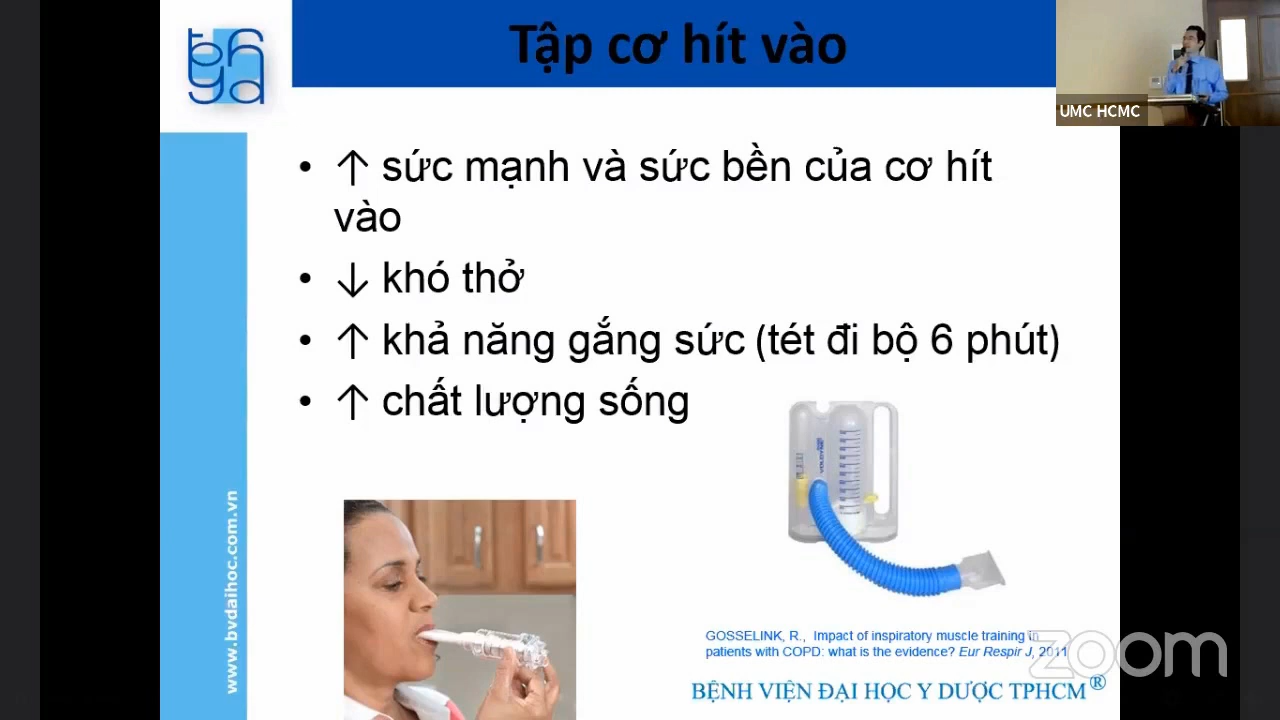 bhyd
Tập cơ hít vào
UMC HCMC
• ↑ sức mạnh và sức bền của cơ hít
vào
• ↓ khó thở
• ↑ khả năng gắng sức (tét đi bộ 6 phút)
• ↑ chất lượng sống
VOLDYNE
www.bvdaihoc.com.vn
GOSSELINK, R., Impact of inspiratory muscle training in
patients with COPD: what is the evidence? Eur Respir J, 2011
zoom
BỆNH VIỆN ĐẠI HỌC Y DƯỢC TPHCM®